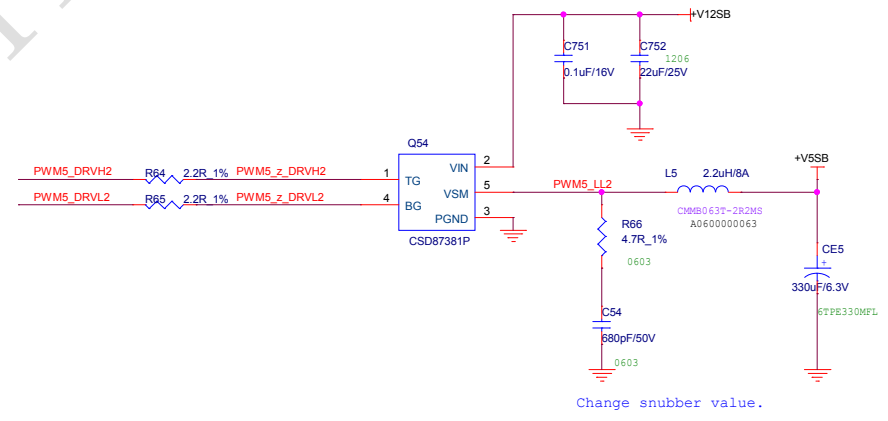 +V12SB
C751
0.1uF/16V
C752
1206
22uF/25V
Q54
PWM5_DRVH2
R64
2.2R_1%
PWM5_z_DRVH2
1
TG
VIN
2
PWM5_DRVL2
R65
2.2R_1%
PWM5_z_DRVL2
4
BG
VSM
5
PGND
3
CSD87381P
PWM5_LL2
L5
2.2uH/8A
CMMB063T-2R2MS
A0600000063
+V5SB
R66
4.7R_1%
0603
CE5
+
330uF/6.3V
6TPE330MFL
C54
680pF/50V
0603
Change snubber value.